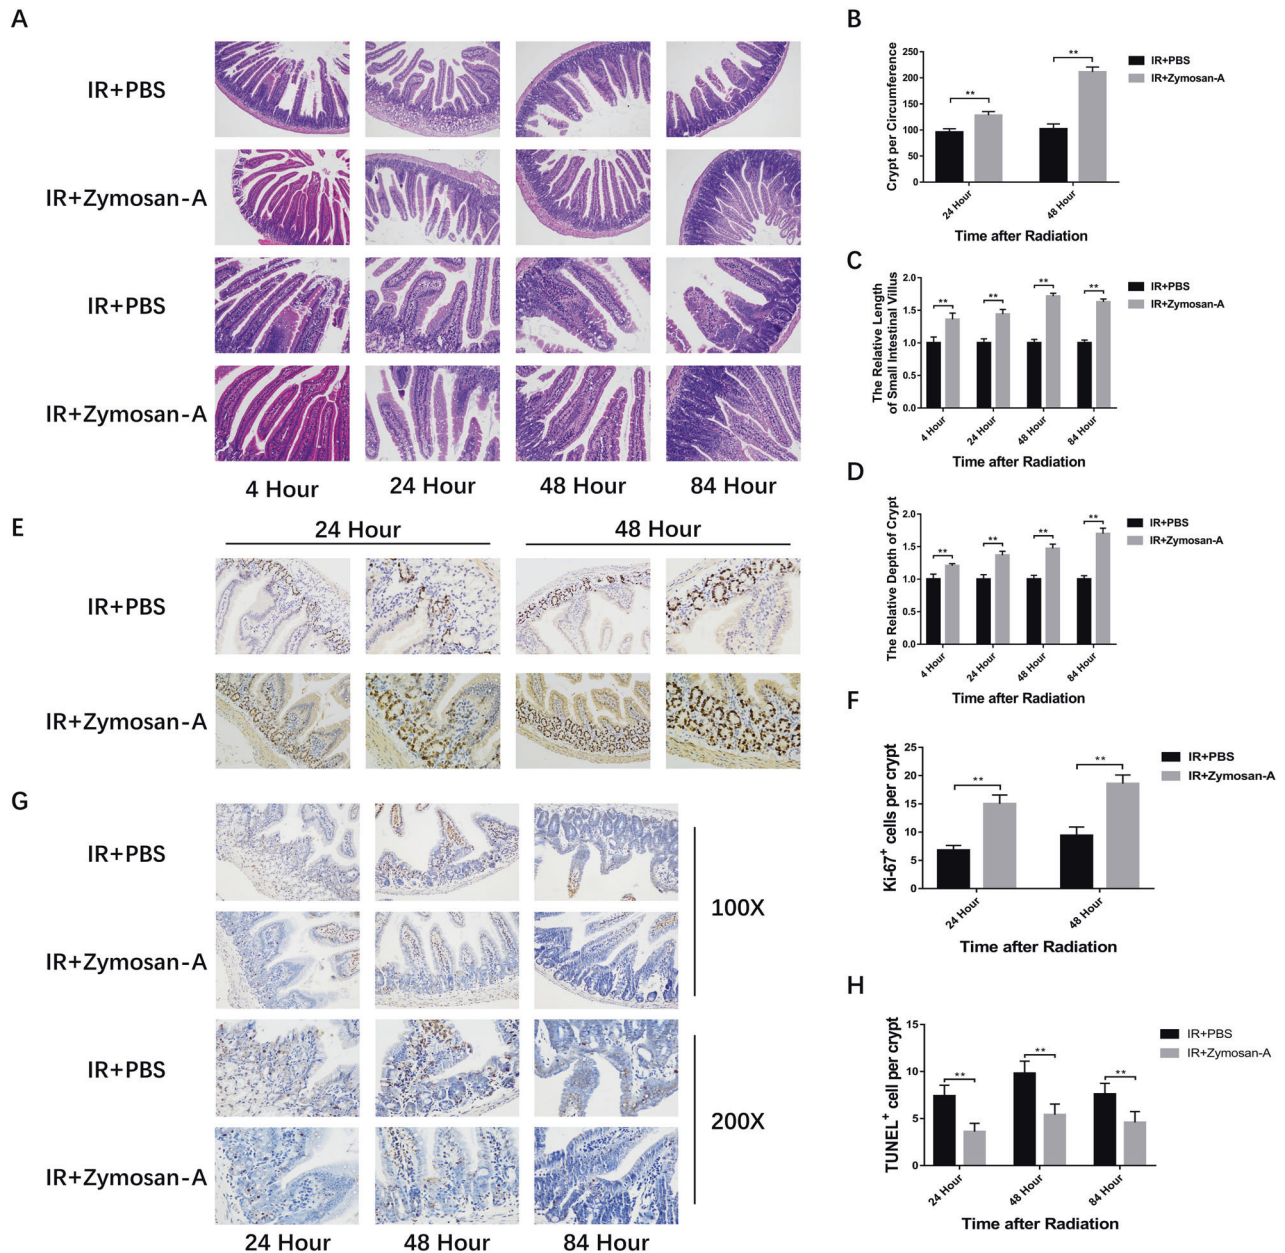 A
IR+PBS
IR+Zymosan-A
IR+PBS
IR+Zymosan-A
4 Hour
24 Hour
48 Hour
84 Hour
B
Crypt per Circumference
250
200
150
100
50
0
**
**
24 Hour
48 Hour
Time after Radiation
IR+PBS
IR+Zymosan-A
C
The Relative Length
of Small Intestinal Villus
2.0
1.5
1.0
0.5
0.0
**
**
**
**
4 Hour
24 Hour
48 Hour
84 Hour
Time after Radiation
IR+PBS
IR+Zymosan-A
D
The Relative Depth of Crypt
2.0
1.5
1.0
0.5
0.0
**
**
**
**
4 Hour
24 Hour
48 Hour
84 Hour
Time after Radiation
IR+PBS
IR+Zymosan-A
E
24 Hour
48 Hour
IR+PBS
IR+Zymosan-A
F
Ki-67+ cells per crypt
25
20
15
10
5
0
**
**
24 Hour
48 Hour
Time after Radiation
IR+PBS
IR+Zymosan-A
G
IR+PBS
IR+Zymosan-A
100X
IR+PBS
IR+Zymosan-A
200X
24 Hour
48 Hour
84 Hour
H
TUNEL+ cell per crypt
15
10
5
0
**
**
**
24 Hour
48 Hour
84 Hour
Time after Radiation
IR+PBS
IR+Zymosan-A